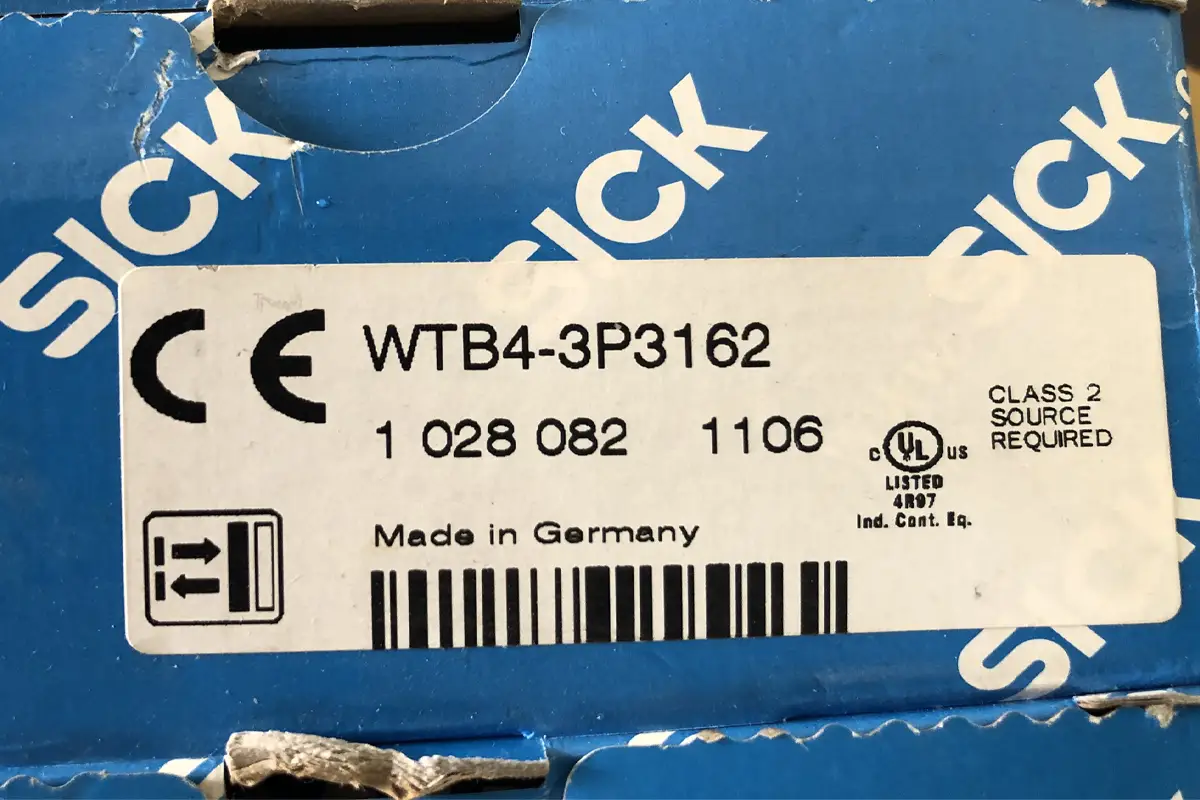 SICK
SICK
SICK
CE
WTB4-3P3162
1 028 082 1106
CLASS 2
SOURCE
REQUIRED
C UL US
LISTED
4R97
Ind. Cont. Eq.
Made in Germany